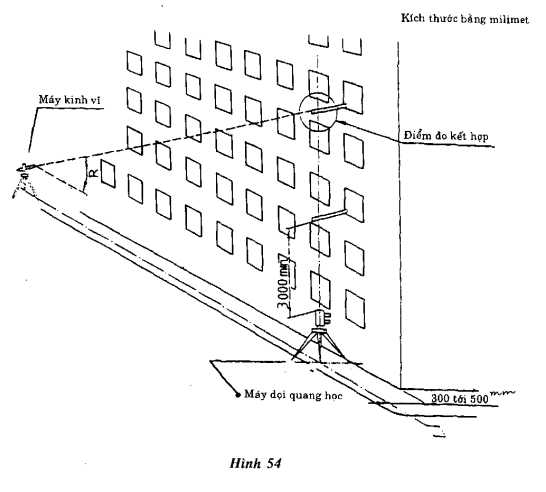 Kích thước bằng milimet
Máy kinh vĩ
Điểm đo kết hợp
R
3000 mm
Máy dọi quang học
300 tới 500 mm
Hình 54